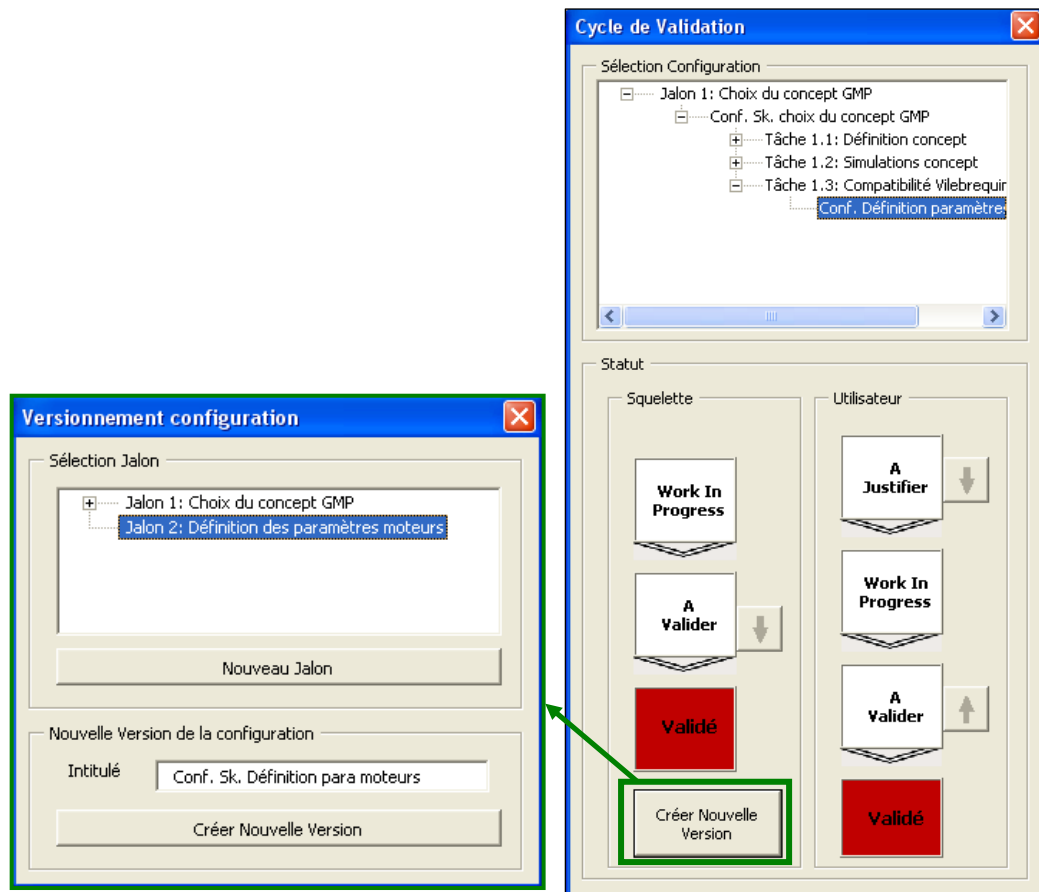 Cycle de Validation
Sélection Configuration
Jalon 1: Choix du concept GMP
Conf. Sk. choix du concept GMP
Tâche 1.1: Définition concept
Tâche 1.2: Simulations concept
Tâche 1.3: Compatibilité Vilebrequin
Conf. Définition paramètres
Statut
Squelette
Work In
Progress
A
Valider
Validé
Créer Nouvelle
Version
Utilisateur
A
Justifier
Work In
Progress
A
Valider
Validé
Versionnement configuration
Sélection Jalon
Jalon 1: Choix du concept GMP
Jalon 2: Définition des paramètres moteurs
Nouveau Jalon
Nouvelle Version de la configuration
Intitulé
Conf. Sk. Définition para moteurs
Créer Nouvelle Version